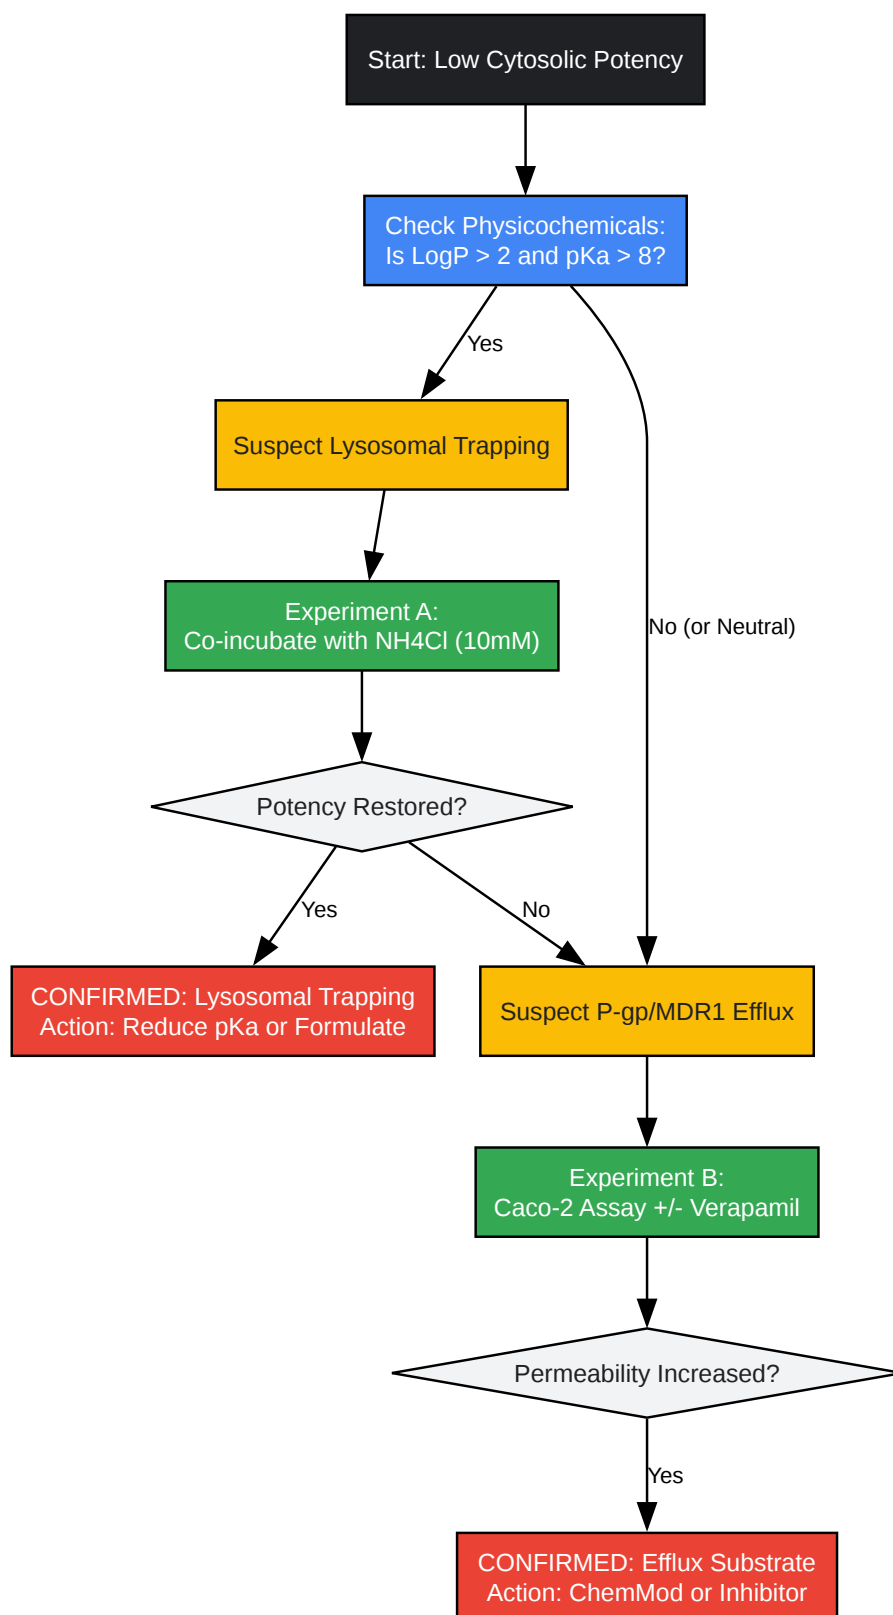 Start: Low Cytosolic Potency
Check Physicochemicals:
Is LogP > 2 and pKa > 8?
Yes
Suspect Lysosomal Trapping
Experiment A:
Co-incubate with NH4Cl (10mM)
No (or Neutral)
Potency Restored?
Yes
No
CONFIRMED: Lysosomal Trapping
Action: Reduce pKa or Formulate
Suspect P-gp/MDR1 Efflux
Experiment B:
Caco-2 Assay +/- Verapamil
Permeability Increased?
Yes
CONFIRMED: Efflux Substrate
Action: ChemMod or Inhibitor